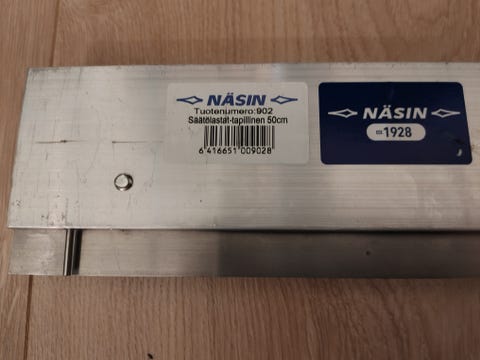 NÄSIN
Tuotenumero:902
Säätölastat-tapillinen 50cm
6 416651 009028
NÄSIN
-1928